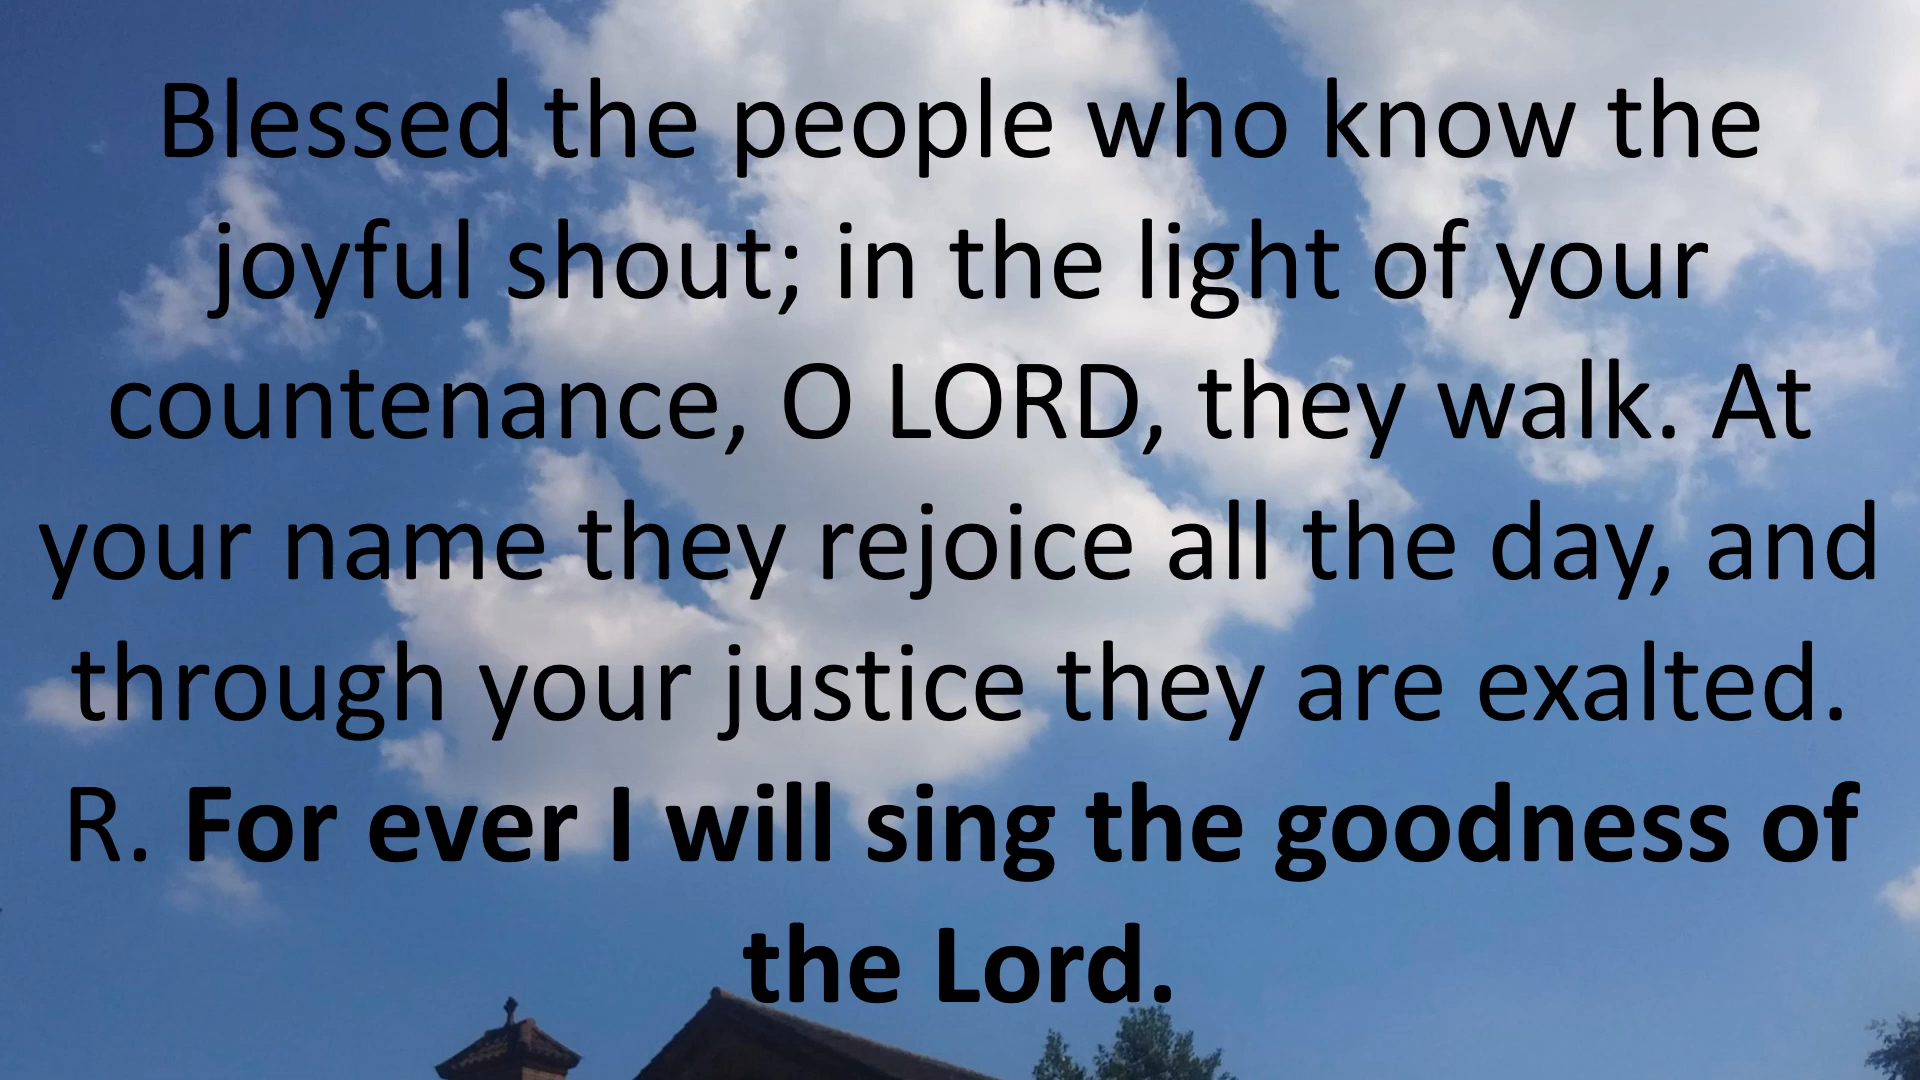 Blessed the people who know the
joyful shout; in the light of your
countenance, O LORD, they walk. At
your name they rejoice all the day, and
through your justice they are exalted.
R. For ever I will sing the goodness of
the Lord.